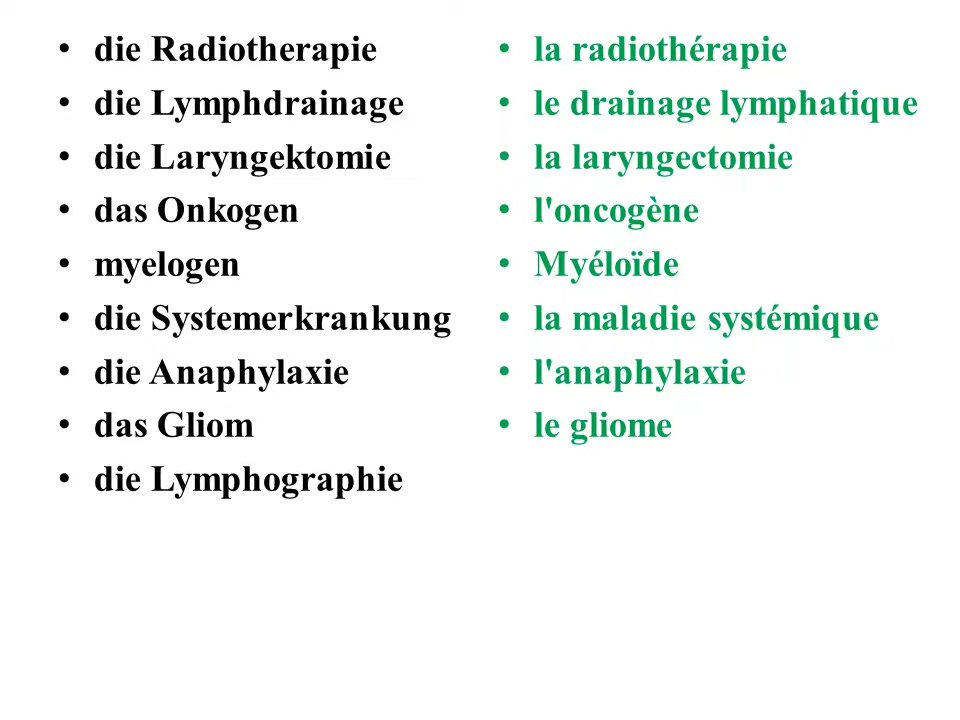 • die Radiotherapie
• die Lymphdrainage
• die Laryngektomie
• das Onkogen
• myelogen
• die Systemerkrankung
• die Anaphylaxie
• das Gliom
• die Lymphographie
• la radiothérapie
• le drainage lymphatique
• la laryngectomie
• l'oncogène
• Myéloïde
• la maladie systémique
• l'anaphylaxie
• le gliome